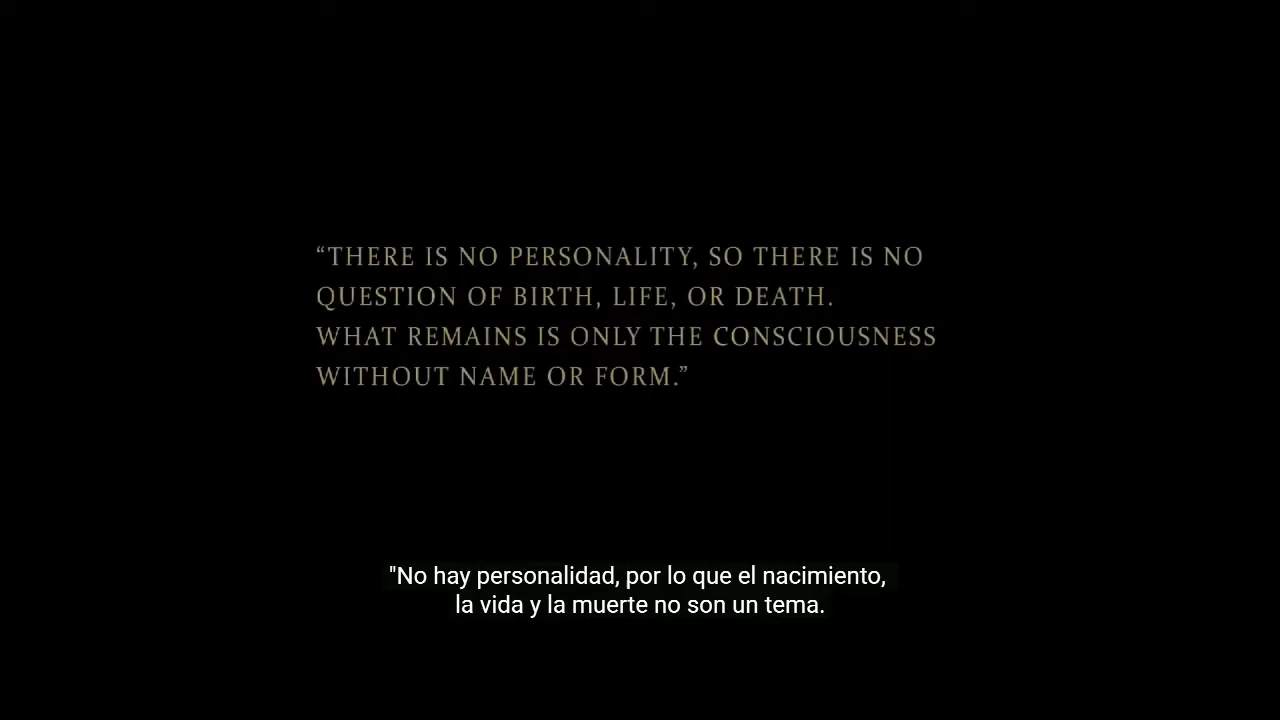 “THERE IS NO PERSONALITY, SO THERE IS NO
QUESTION OF BIRTH, LIFE, OR DEATH.
WHAT REMAINS IS ONLY THE CONSCIOUSNESS
WITHOUT NAME OR FORM.”
"No hay personalidad, por lo que el nacimiento,
la vida y la muerte no son un tema.